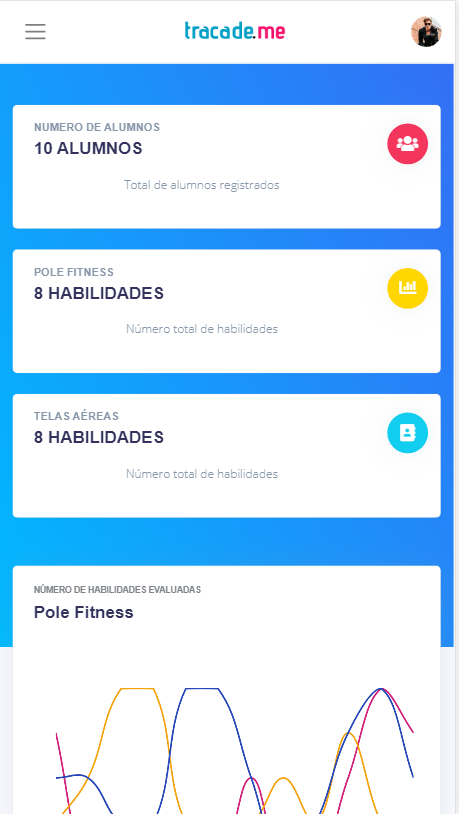 tracade.me
NUMERO DE ALUMNOS
10 ALUMNOS
Total de alumnos registrados
POLE FITNESS
8 HABILIDADES
Número total de habilidades
TELAS AÉREAS
8 HABILIDADES
Número total de habilidades
NÚMERO DE HABILIDADES EVALUADAS
Pole Fitness